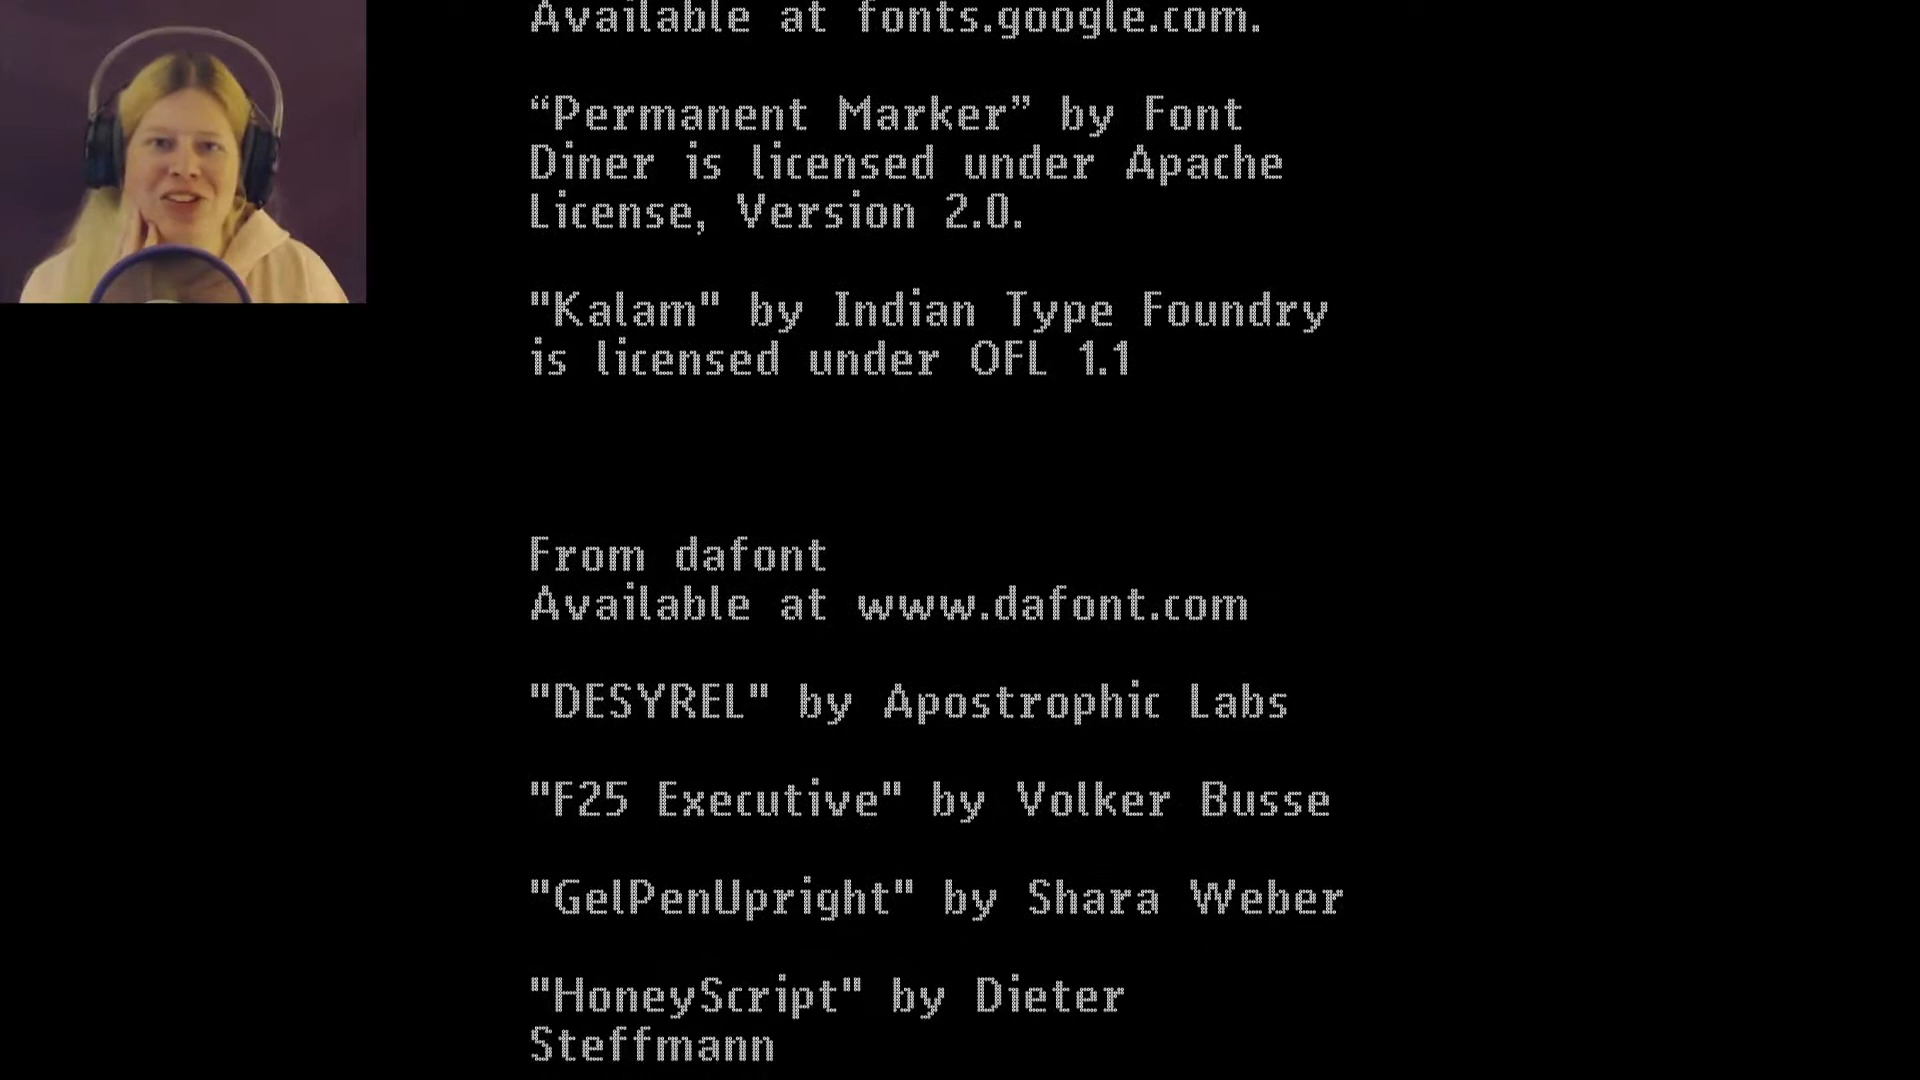 Available at fonts.google.com.
“Permanent Marker” by Font
Diner is licensed under Apache
License, Version 2.0.
"Kalam" by Indian Type Foundry
is licensed under OFL 1.1
From dafont
Available at www.dafont.com
"DESYREL" by Apostrophic Labs
"F25 Executive" by Volker Busse
"GelPenUpright" by Shara Weber
"HoneyScript" by Dieter
Steffmann